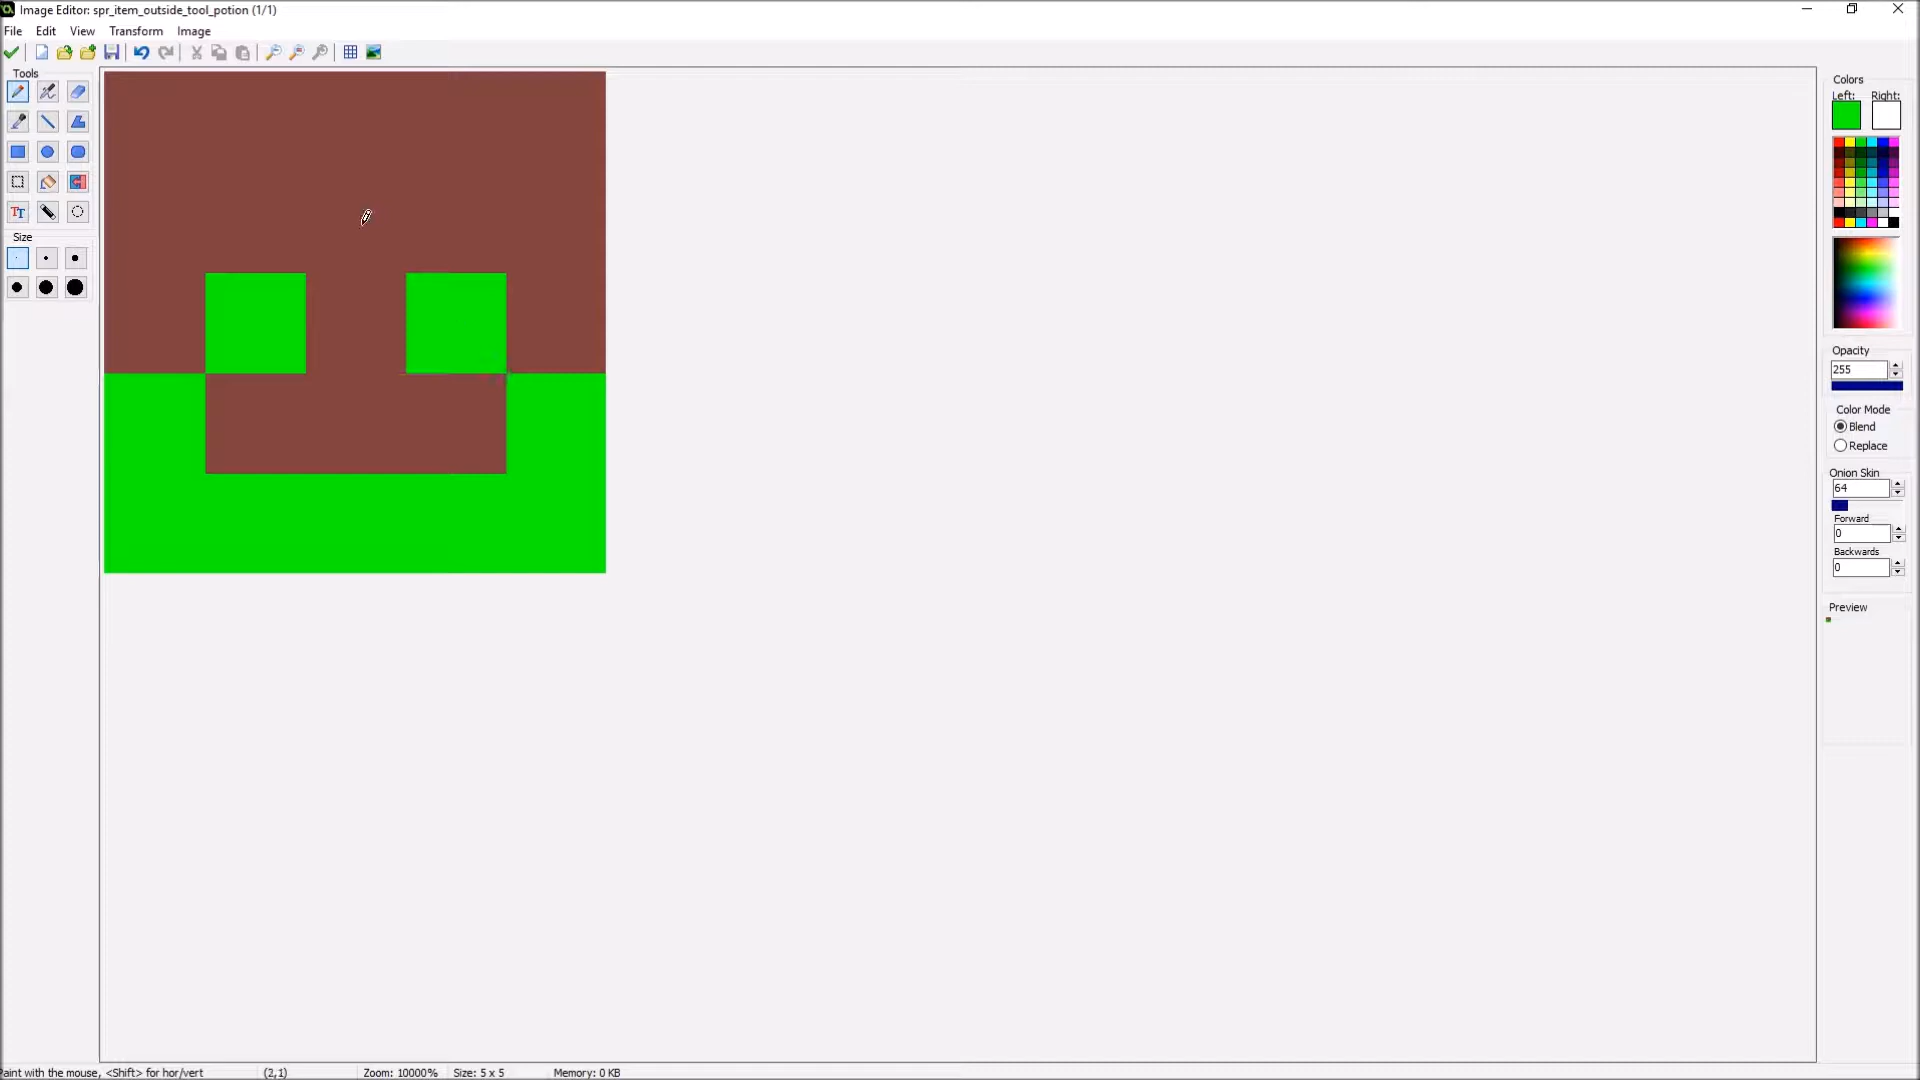 Image Editor: spr_item_outside_tool_potion (1/1)
File Edit View Transform Image
Tools
TT
Size
Colors
Left: Right:
Opacity
255
Color Mode
Blend
Replace
Onion Skin
64
Forward
0
Backwards
0
Preview
Paint with the mouse, <Shift> for hor/vert (2,1) Zoom: 10000% Size: 5 x 5 Memory: 0 KB